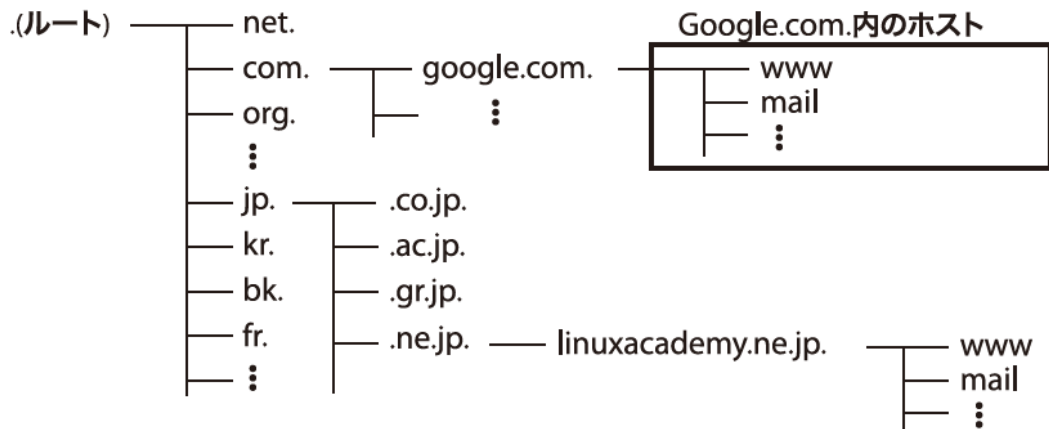 .(ルート) net. Google.com.内のホスト
com. google.com. www
org. mail
jp. .co.jp.
kr. .ac.jp.
bk. .gr.jp.
fr. .ne.jp. linuxacademy.ne.jp. www
mail